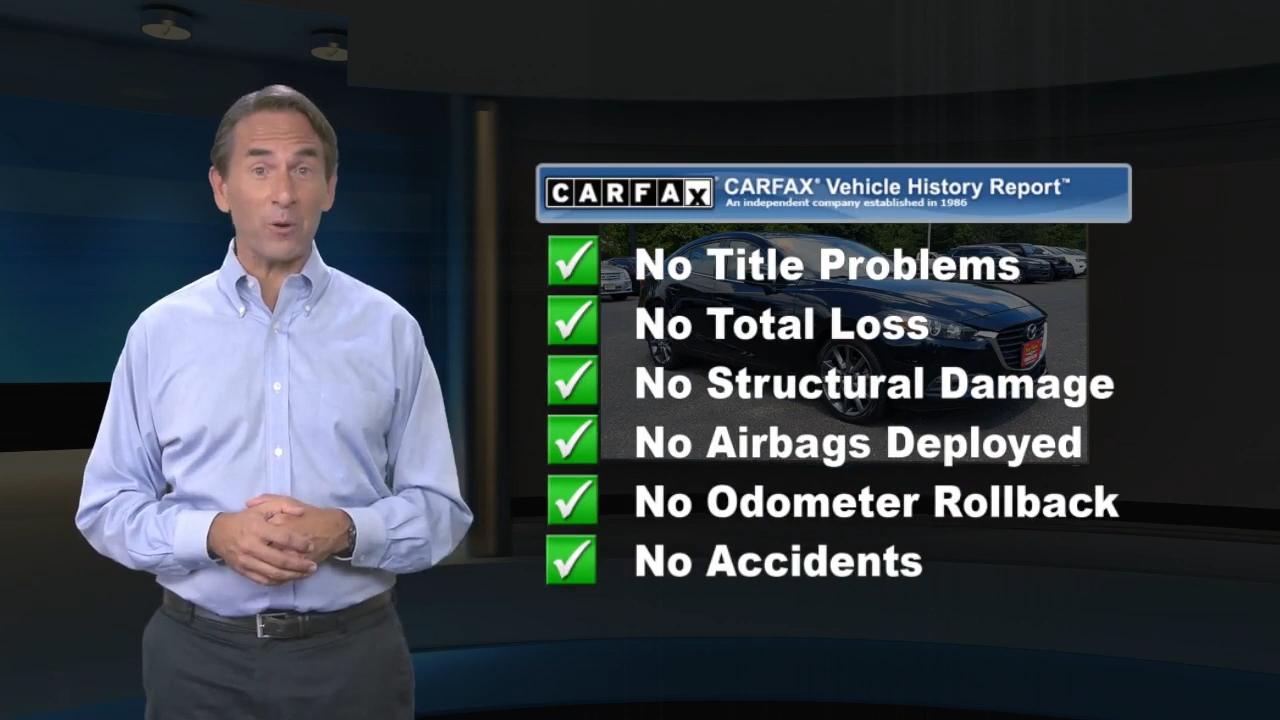 CARFAX® CARFAX® Vehicle History Report™
An independent company established in 1986
No Title Problems
No Total Loss
No Structural Damage
No Airbags Deployed
No Odometer Rollback
No Accidents